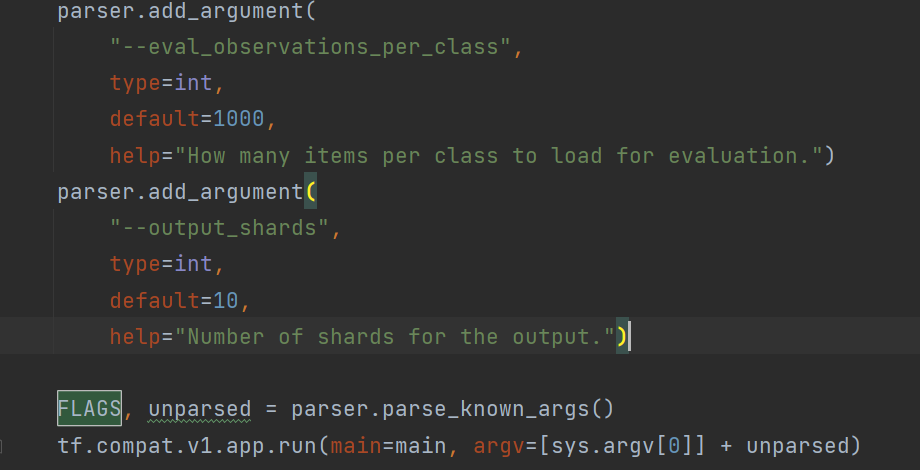 parser.add_argument(
"--eval_observations_per_class",
type=int,
default=1000,
help="How many items per class to load for evaluation.")
parser.add_argument(
"--output_shards",
type=int,
default=10,
help="Number of shards for the output.")
FLAGS, unparsed = parser.parse_known_args()
tf.compat.v1.app.run(main=main, argv=[sys.argv[0]] + unparsed)